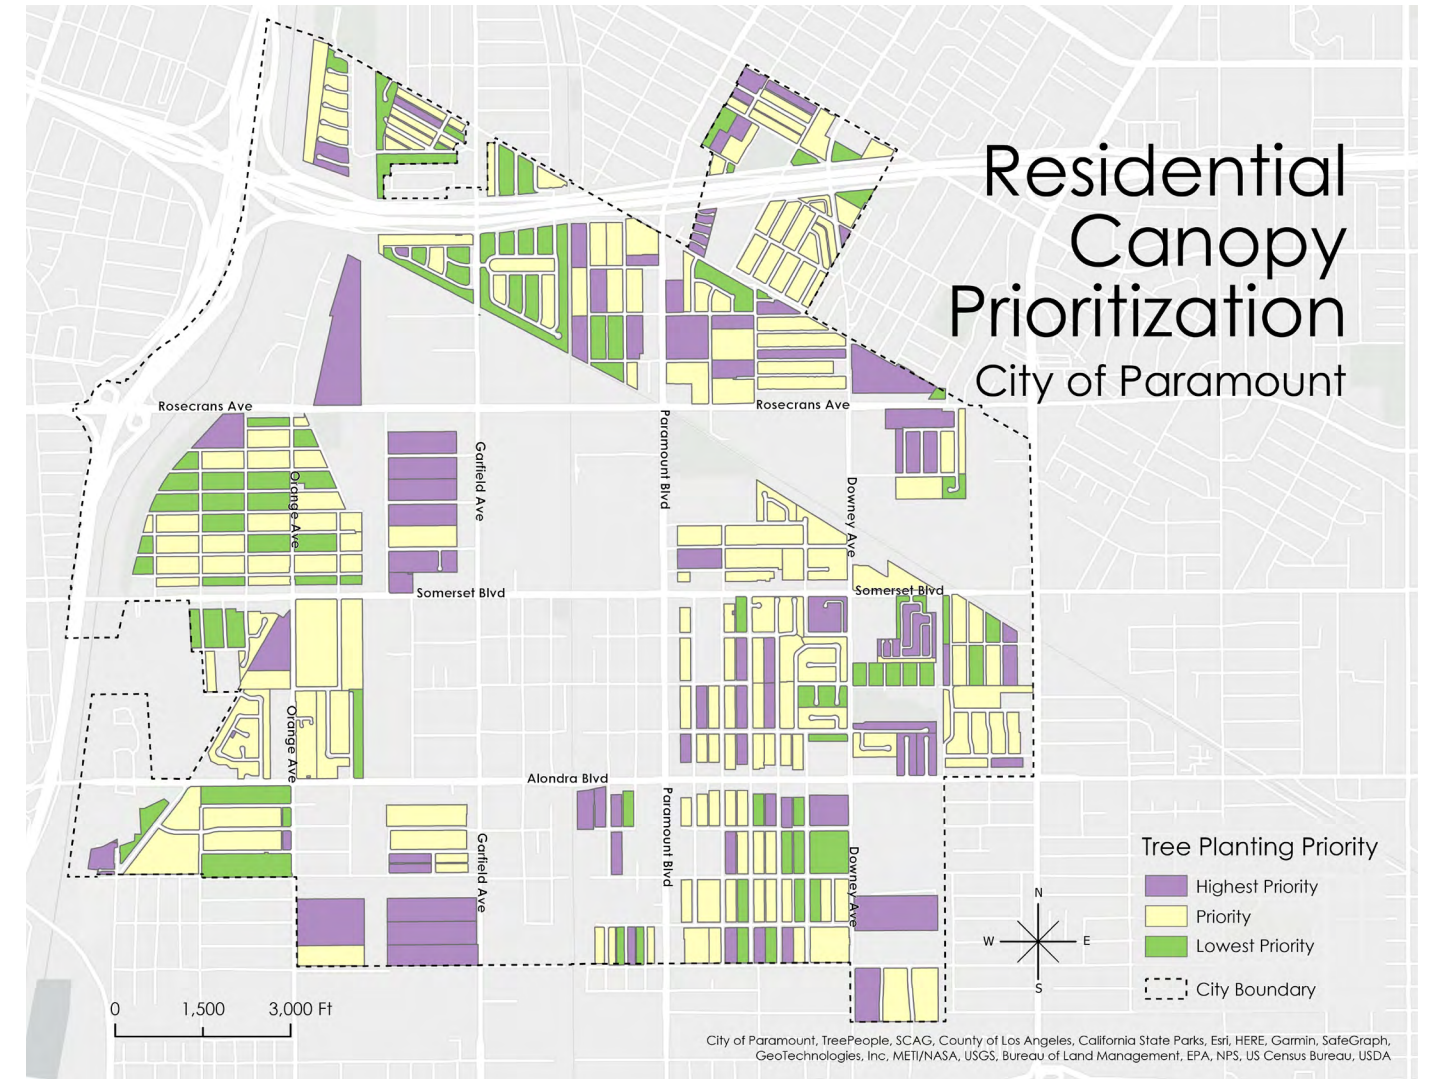 Residential
Canopy
Prioritization
City of Paramount
Rosecrans Ave
Rosecrans Ave
Paramount Blvd
Garfield Ave
Orange Ave
Downey Ave
Somerset Blvd
Somerset Blvd
Orange Ave
Alondra Blvd
Paramount Blvd
Garfield Ave
Downey Ave
Tree Planting Priority
Highest Priority
Priority
Lowest Priority
City Boundary
N
W
E
S
0 1,500 3,000 Ft
City of Paramount, TreePeople, SCAG, County of Los Angeles, California State Parks, Esri, HERE, Garmin, SafeGraph,
GeoTechnologies, Inc, METI/NASA, USGS, Bureau of Land Management, EPA, NPS, US Census Bureau, USDA